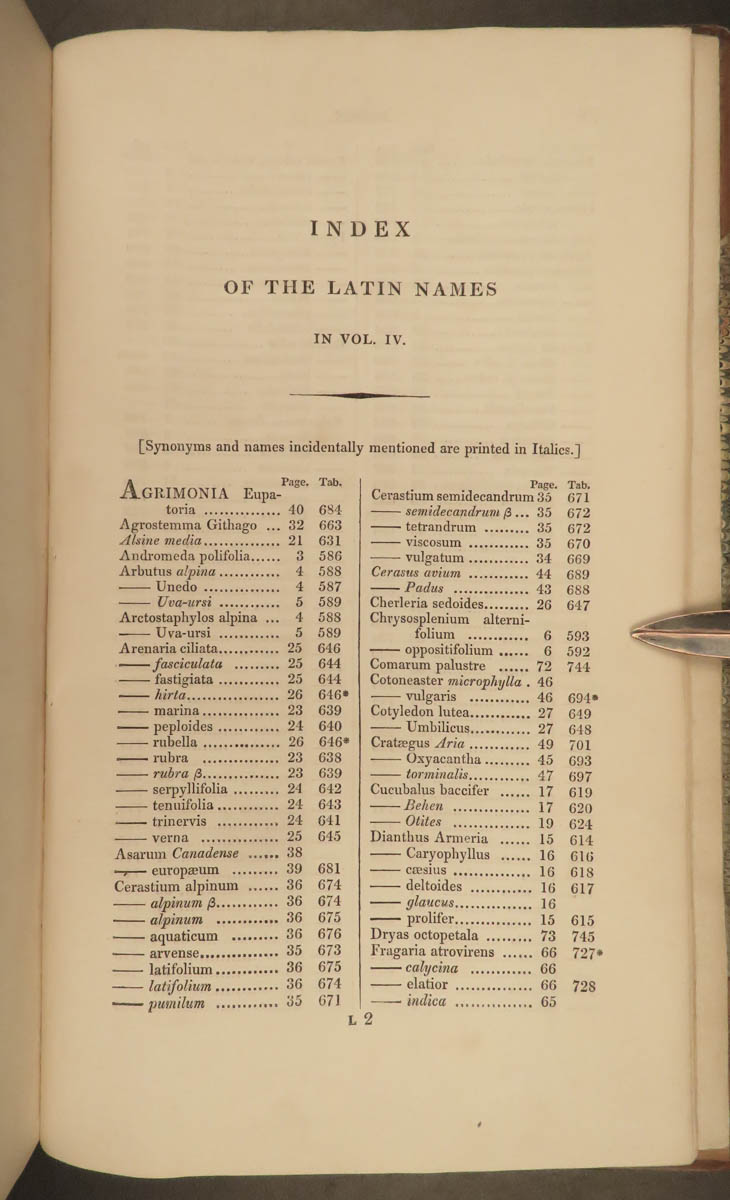 INDEX
OF THE LATIN NAMES
IN VOL. IV.
[Synonyms and names incidentally mentioned are printed in Italics.]
Page. Tab.
AGRIMONIA Eupa-
toria ............... 40 684
Agrostemma Githago ... 32 663
Alsine media............... 21 631
Andromeda polifolia...... 3 586
Arbutus alpina ............ 4 588
—— Unedo ............... 4 587
—— Uva-ursi ............ 5 589
Arctostaphylos alpina ... 4 588
—— Uva-ursi ............ 5 589
Arenaria ciliata............ 25 646
—— fasciculata ......... 25 644
—— fastigiata ............ 25 644
—— hirta.................. 26 646*
—— marina............... 23 639
—— peploides ............ 24 640
—— rubella ............... 26 646*
—— rubra ............... 23 638
—— rubra β............... 23 639
—— serpyllifolia ......... 24 642
—— tenuifolia ............ 24 643
—— trinervis ............ 24 641
—— verna ............... 25 645
Asarum Canadense ...... 38
—— europæum ......... 39 681
Cerastium alpinum ...... 36 674
—— alpinum β............ 36 674
—— alpinum ............ 36 675
—— aquaticum ......... 36 676
—— arvense............... 35 673
—— latifolium............ 36 675
—— latifolium ............ 36 674
—— pumilum ............ 35 671
Page. Tab.
Cerastium semidecandrum 35 671
—— semidecandrum β ... 35 672
—— tetrandrum ......... 35 672
—— viscosum ............ 35 670
—— vulgatum ............ 34 669
Cerasus avium ............ 44 689
—— Padus ............... 43 688
Cherleria sedoides......... 26 647
Chrysosplenium alterni-
folium ............ 6 593
—— oppositifolium ...... 6 592
Comarum palustre ...... 72 744
Cotoneaster microphylla . 46
—— vulgaris ............ 46 694*
Cotyledon lutea............ 27 649
—— Umbilicus............ 27 648
Cratægus Aria ............ 49 701
—— Oxyacantha ......... 45 693
—— torminalis............ 47 697
Cucubalus baccifer ...... 17 619
—— Behen ............... 17 620
—— Otites ............... 19 624
Dianthus Armeria ...... 15 614
—— Caryophyllus ...... 16 616
—— cæsius ............... 16 618
—— deltoides ............ 16 617
—— glaucus............... 16
—— prolifer............... 15 615
Dryas octopetala ......... 73 745
Fragaria atrovirens ...... 66 727*
—— calycina ............ 66
—— elatior ............... 66 728
—— indica ............... 65
L 2